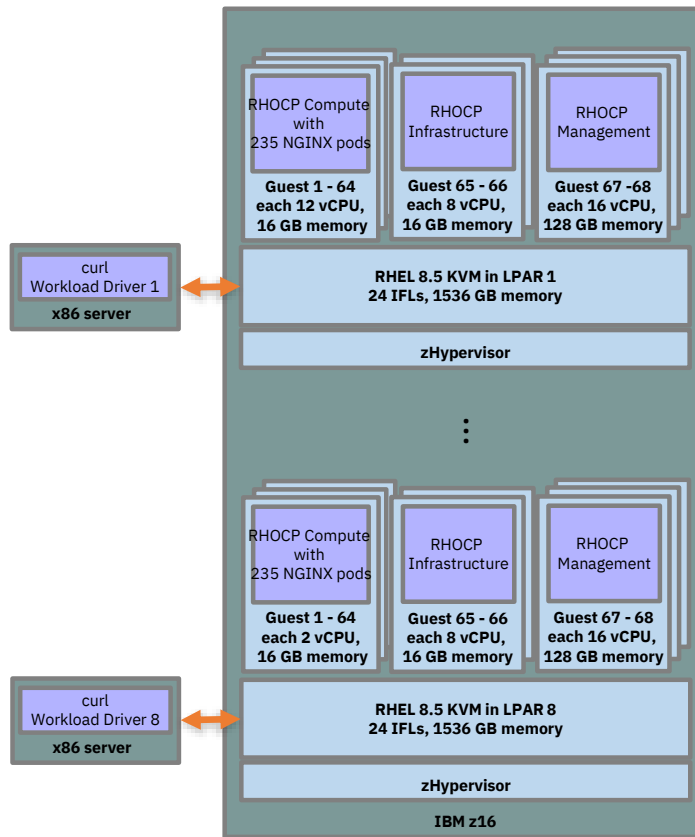 RHOCP Compute
with
235 NGINX pods
Guest 1 - 64
each 12 vCPU,
16 GB memory
RHOCP
Infrastructure
Guest 65 - 66
each 8 vCPU,
16 GB memory
RHOCP
Management
Guest 67 -68
each 16 vCPU,
128 GB memory
curl
Workload Driver 1
x86 server
RHEL 8.5 KVM in LPAR 1
24 IFLs, 1536 GB memory
zHypervisor
⋮
RHOCP Compute
with
235 NGINX pods
Guest 1 - 64
each 2 vCPU,
16 GB memory
RHOCP
Infrastructure
Guest 65 - 66
each 8 vCPU,
16 GB memory
RHOCP
Management
Guest 67 - 68
each 16 vCPU,
128 GB memory
curl
Workload Driver 8
x86 server
RHEL 8.5 KVM in LPAR 8
24 IFLs, 1536 GB memory
zHypervisor
IBM z16